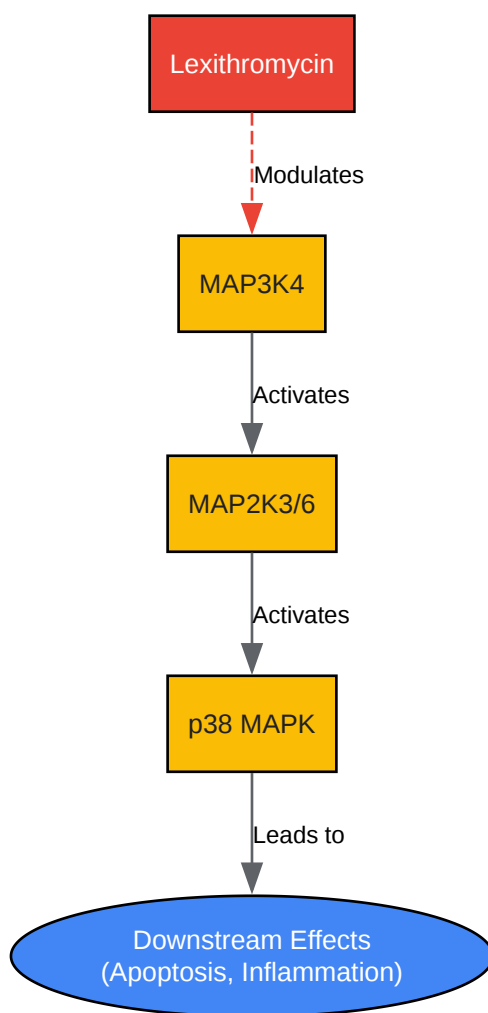 Lexithromycin
Modulates
MAP3K4
Activates
MAP2K3/6
Activates
p38 MAPK
Leads to
Downstream Effects
(Apoptosis, Inflammation)